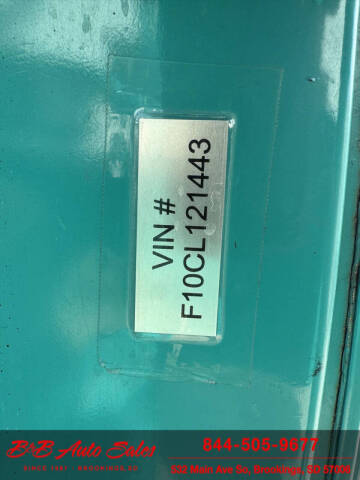 VIN #
F10CL121443
B&B Auto Sales
SINCE 1981 BROOKINGS, SD
844-505-9677
532 Main Ave So. Brookings, SD 57006